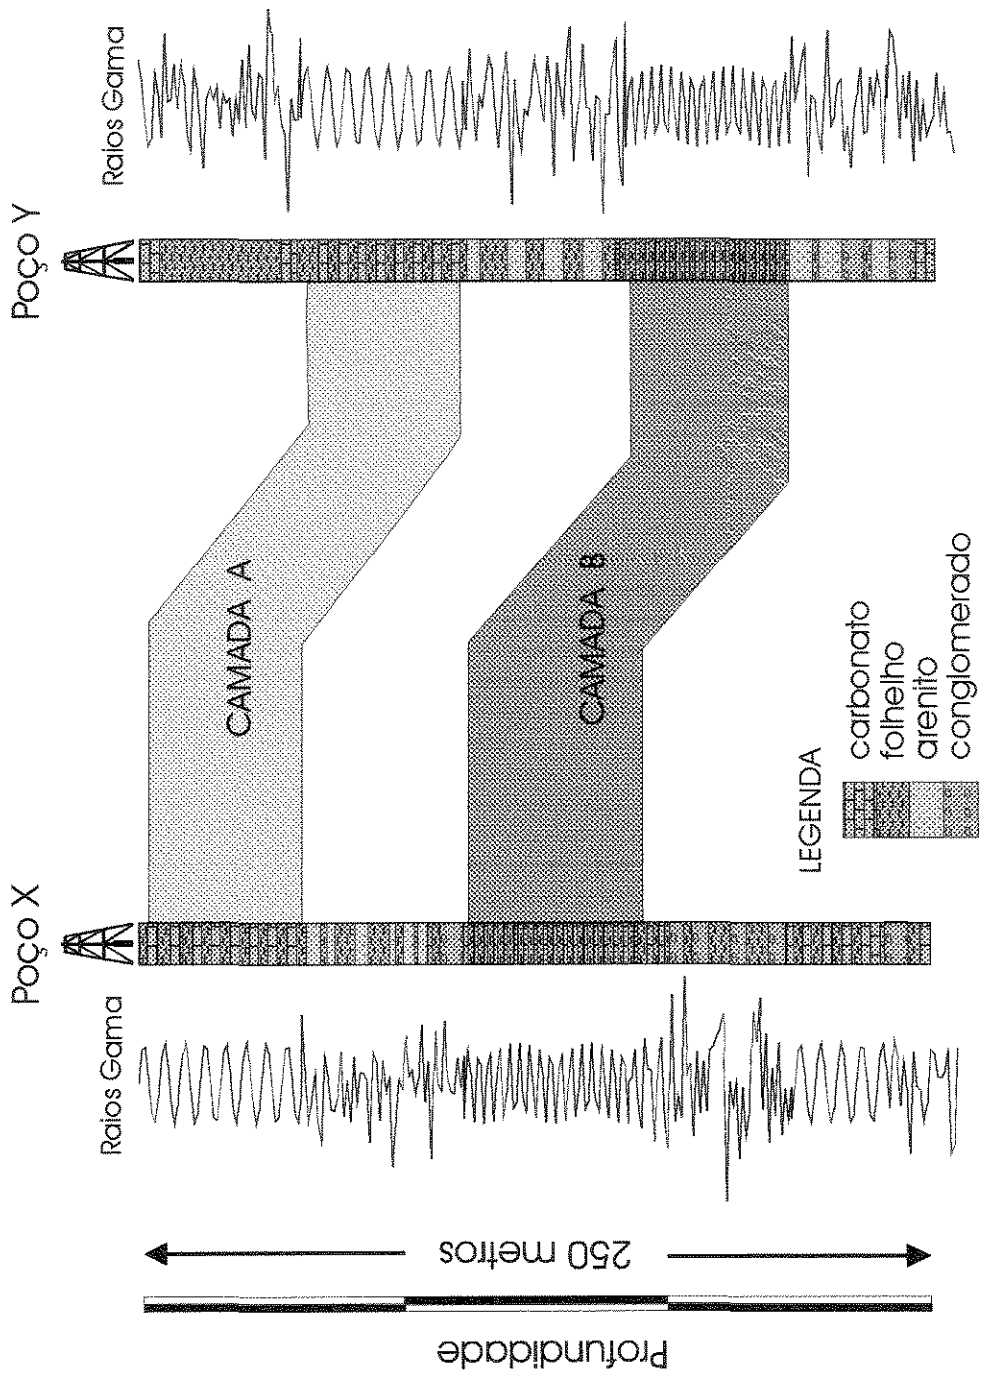 Poço X
Poço Y
Raios Gama
Raios Gama
Profundidade
250 metros
CAMADA A
CAMADA B
LEGENDA
carbonato
folhelho
arenito
conglomerado